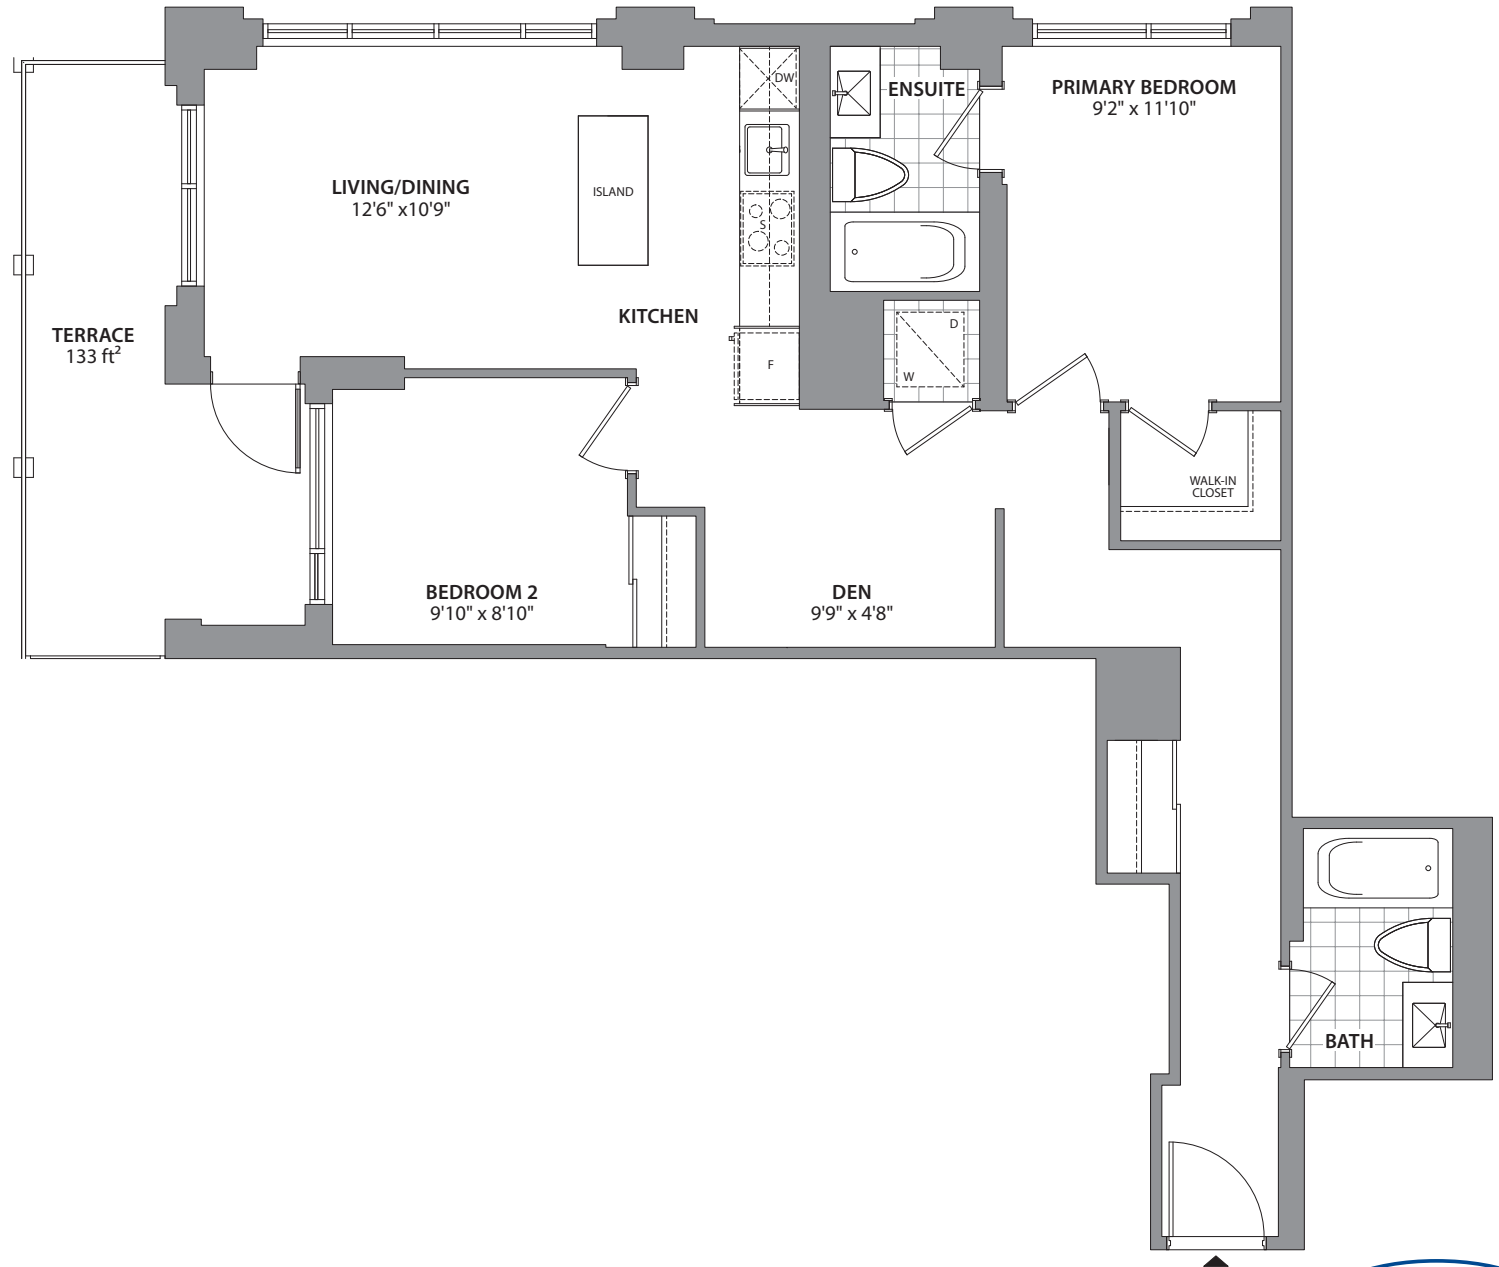 DW
ENSUITE
PRIMARY BEDROOM
9'2" x 11'10"
LIVING/DINING
12'6" x10'9"
ISLAND
S
KITCHEN
TERRACE
133 ft²
D
W
F
WALK-IN
CLOSET
BEDROOM 2
9'10" x 8'10"
DEN
9'9" x 4'8"
BATH